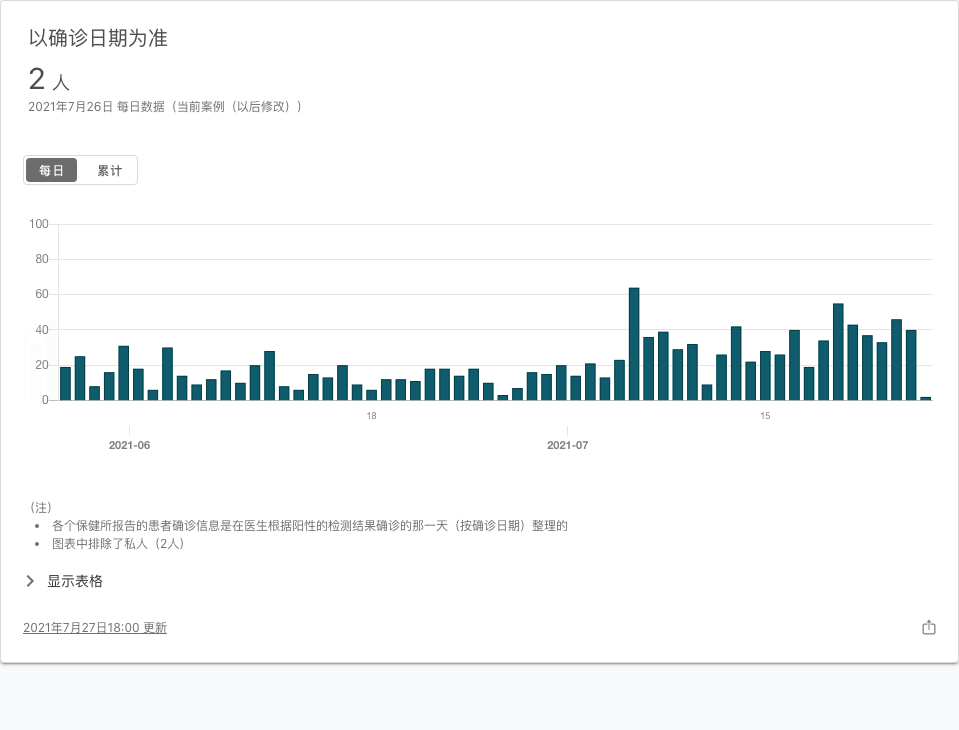 以确诊日期为准
2 人
2021年7月26日 每日数据（当前案例（以后修改））
每日 累计
100
80
60
40
20
0
18 15
2021-06 2021-07
（注）
• 各个保健所报告的患者确诊信息是在医生根据阳性的检测结果确诊的那一天（按确诊日期）整理的
• 图表中排除了私人（2人）
显示表格
2021年7月27日18:00 更新